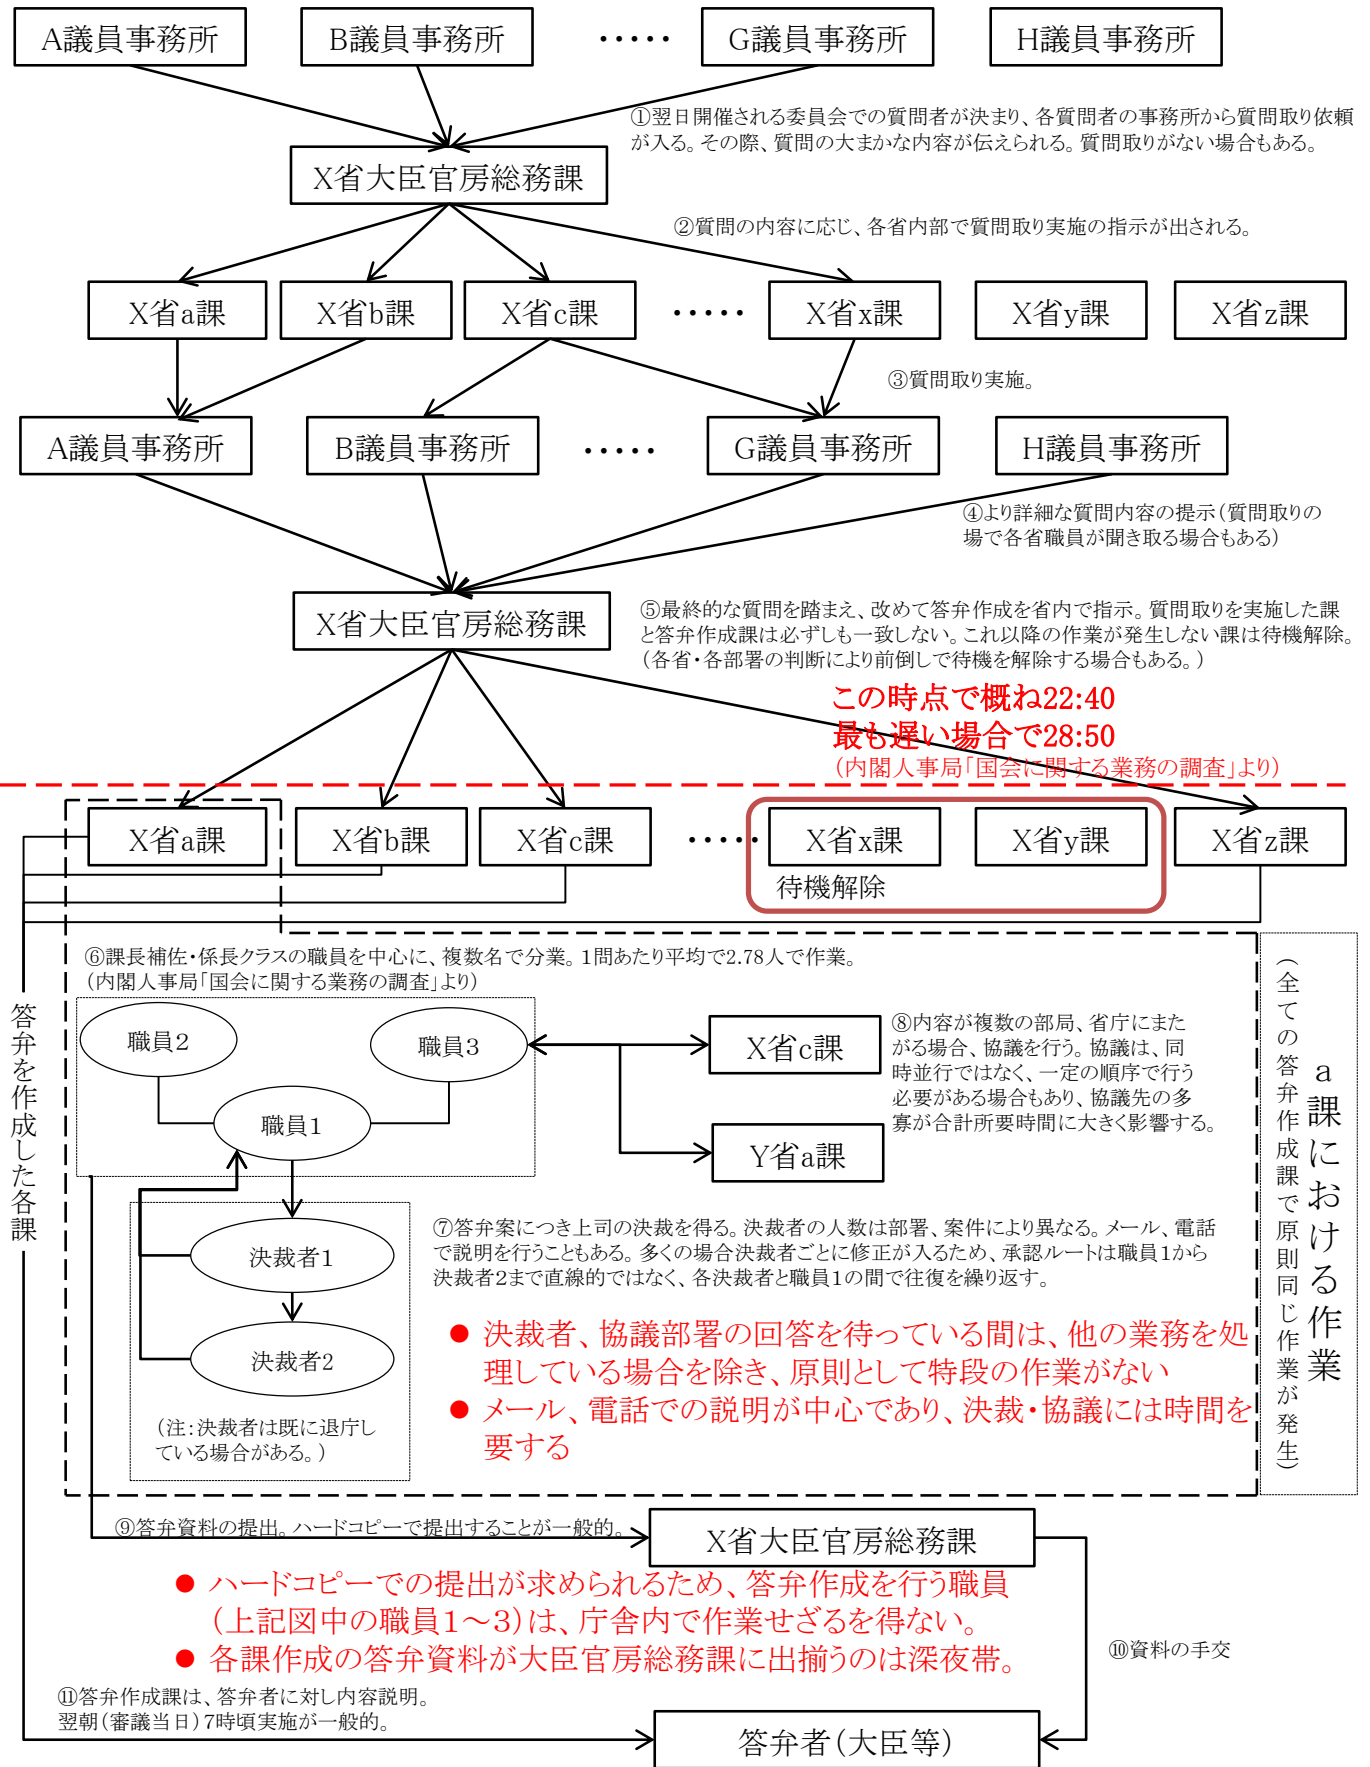 A議員事務所
B議員事務所
・・・・・
G議員事務所
H議員事務所
①翌日開催される委員会での質問者が決まり、各質問者の事務所から質問取り依頼
が入る。その際、質問の大まかな内容が伝えられる。質問取りがない場合もある。
X省大臣官房総務課
②質問の内容に応じ、各省内部で質問取り実施の指示が出される。
X省a課
X省b課
X省c課
・・・・・
X省x課
X省y課
X省z課
③質問取り実施。
A議員事務所
B議員事務所
・・・・・
G議員事務所
H議員事務所
④より詳細な質問内容の提示(質問取りの
場で各省職員が聞き取る場合もある)
X省大臣官房総務課
⑤最終的な質問を踏まえ、改めて答弁作成を省内で指示。質問取りを実施した課
と答弁作成課は必ずしも一致しない。これ以降の作業が発生しない課は待機解除。
(各省・各部署の判断により前倒しで待機を解除する場合もある。)
この時点で概ね22:40
最も遅い場合で28:50
(内閣人事局「国会に関する業務の調査」より)
X省a課
X省b課
X省c課
・・・・・
X省x課
X省y課
X省z課
待機解除
⑥課長補佐・係長クラスの職員を中心に、複数名で分業。1問あたり平均で2.78人で作業。
(内閣人事局「国会に関する業務の調査」より)
職員2
職員3
職員1
X省c課
Y省a課
⑧内容が複数の部局、省庁にまた
がる場合、協議を行う。協議は、同
時並行ではなく、一定の順序で行う
必要がある場合もあり、協議先の多
寡が合計所要時間に大きく影響する。
a課における作業
(全ての答弁作成課で原則同じ作業が発生)
答弁を作成した各課
決裁者1
決裁者2
(注:決裁者は既に退庁し
ている場合がある。)
⑦答弁案につき上司の決裁を得る。決裁者の人数は部署、案件により異なる。メール、電話
で説明を行うこともある。多くの場合決裁者ごとに修正が入るため、承認ルートは職員1から
決裁者2まで直線的ではなく、各決裁者と職員1の間で往復を繰り返す。
● 決裁者、協議部署の回答を待っている間は、他の業務を処
理している場合を除き、原則として特段の作業がない
● メール、電話での説明が中心であり、決裁・協議には時間を
要する
⑨答弁資料の提出。ハードコピーで提出することが一般的。
X省大臣官房総務課
● ハードコピーでの提出が求められるため、答弁作成を行う職員
(上記図中の職員1~3)は、庁舎内で作業せざるを得ない。
● 各課作成の答弁資料が大臣官房総務課に出揃うのは深夜帯。
⑩資料の手交
⑪答弁作成課は、答弁者に対し内容説明。
翌朝(審議当日)7時頃実施が一般的。
答弁者(大臣等)